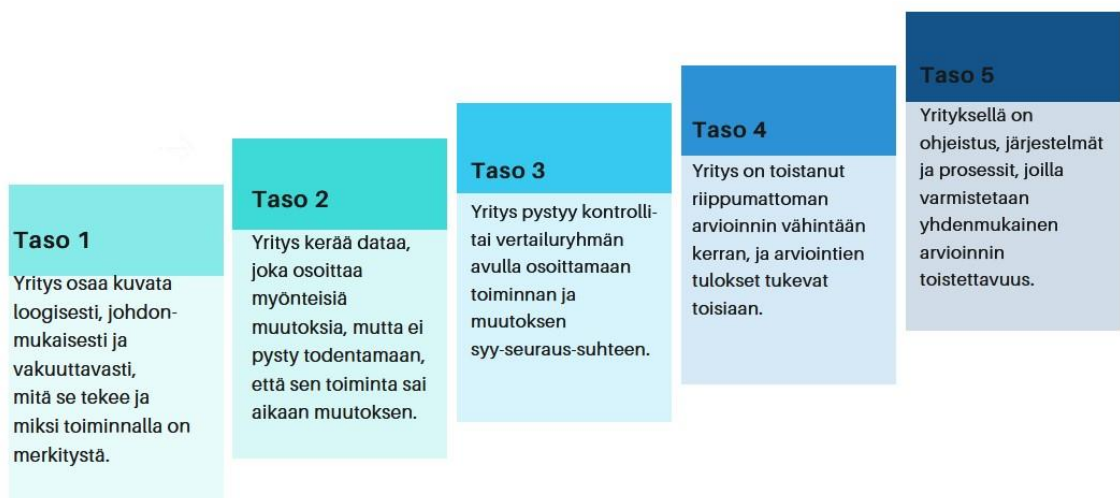 Taso 1
Yritys osaa kuvata
loogisesti, johdon-
mukaisesti ja
vakuuttavasti,
mitä se tekee ja
miksi toiminnalla on
merkitystä.
Taso 2
Yritys kerää dataa,
joka osoittaa
myönteisiä
muutoksia, mutta ei
pysty todentamaan,
että sen toiminta sai
aikaan muutoksen.
Taso 3
Yritys pystyy kontrolli-
tai vertailuryhmän
avulla osoittamaan
toiminnan ja
muutoksen
syy-seuraus-suhteen.
Taso 4
Yritys on toistanut
riippumattoman
arvioinnin vähintään
kerran, ja arviointien
tulokset tukevat
toisiaan.
Taso 5
Yrityksellä on
ohjeistus, järjestelmät
ja prosessit, joilla
varmistetaan
yhdenmukainen
arvioinnin
toistettavuus.